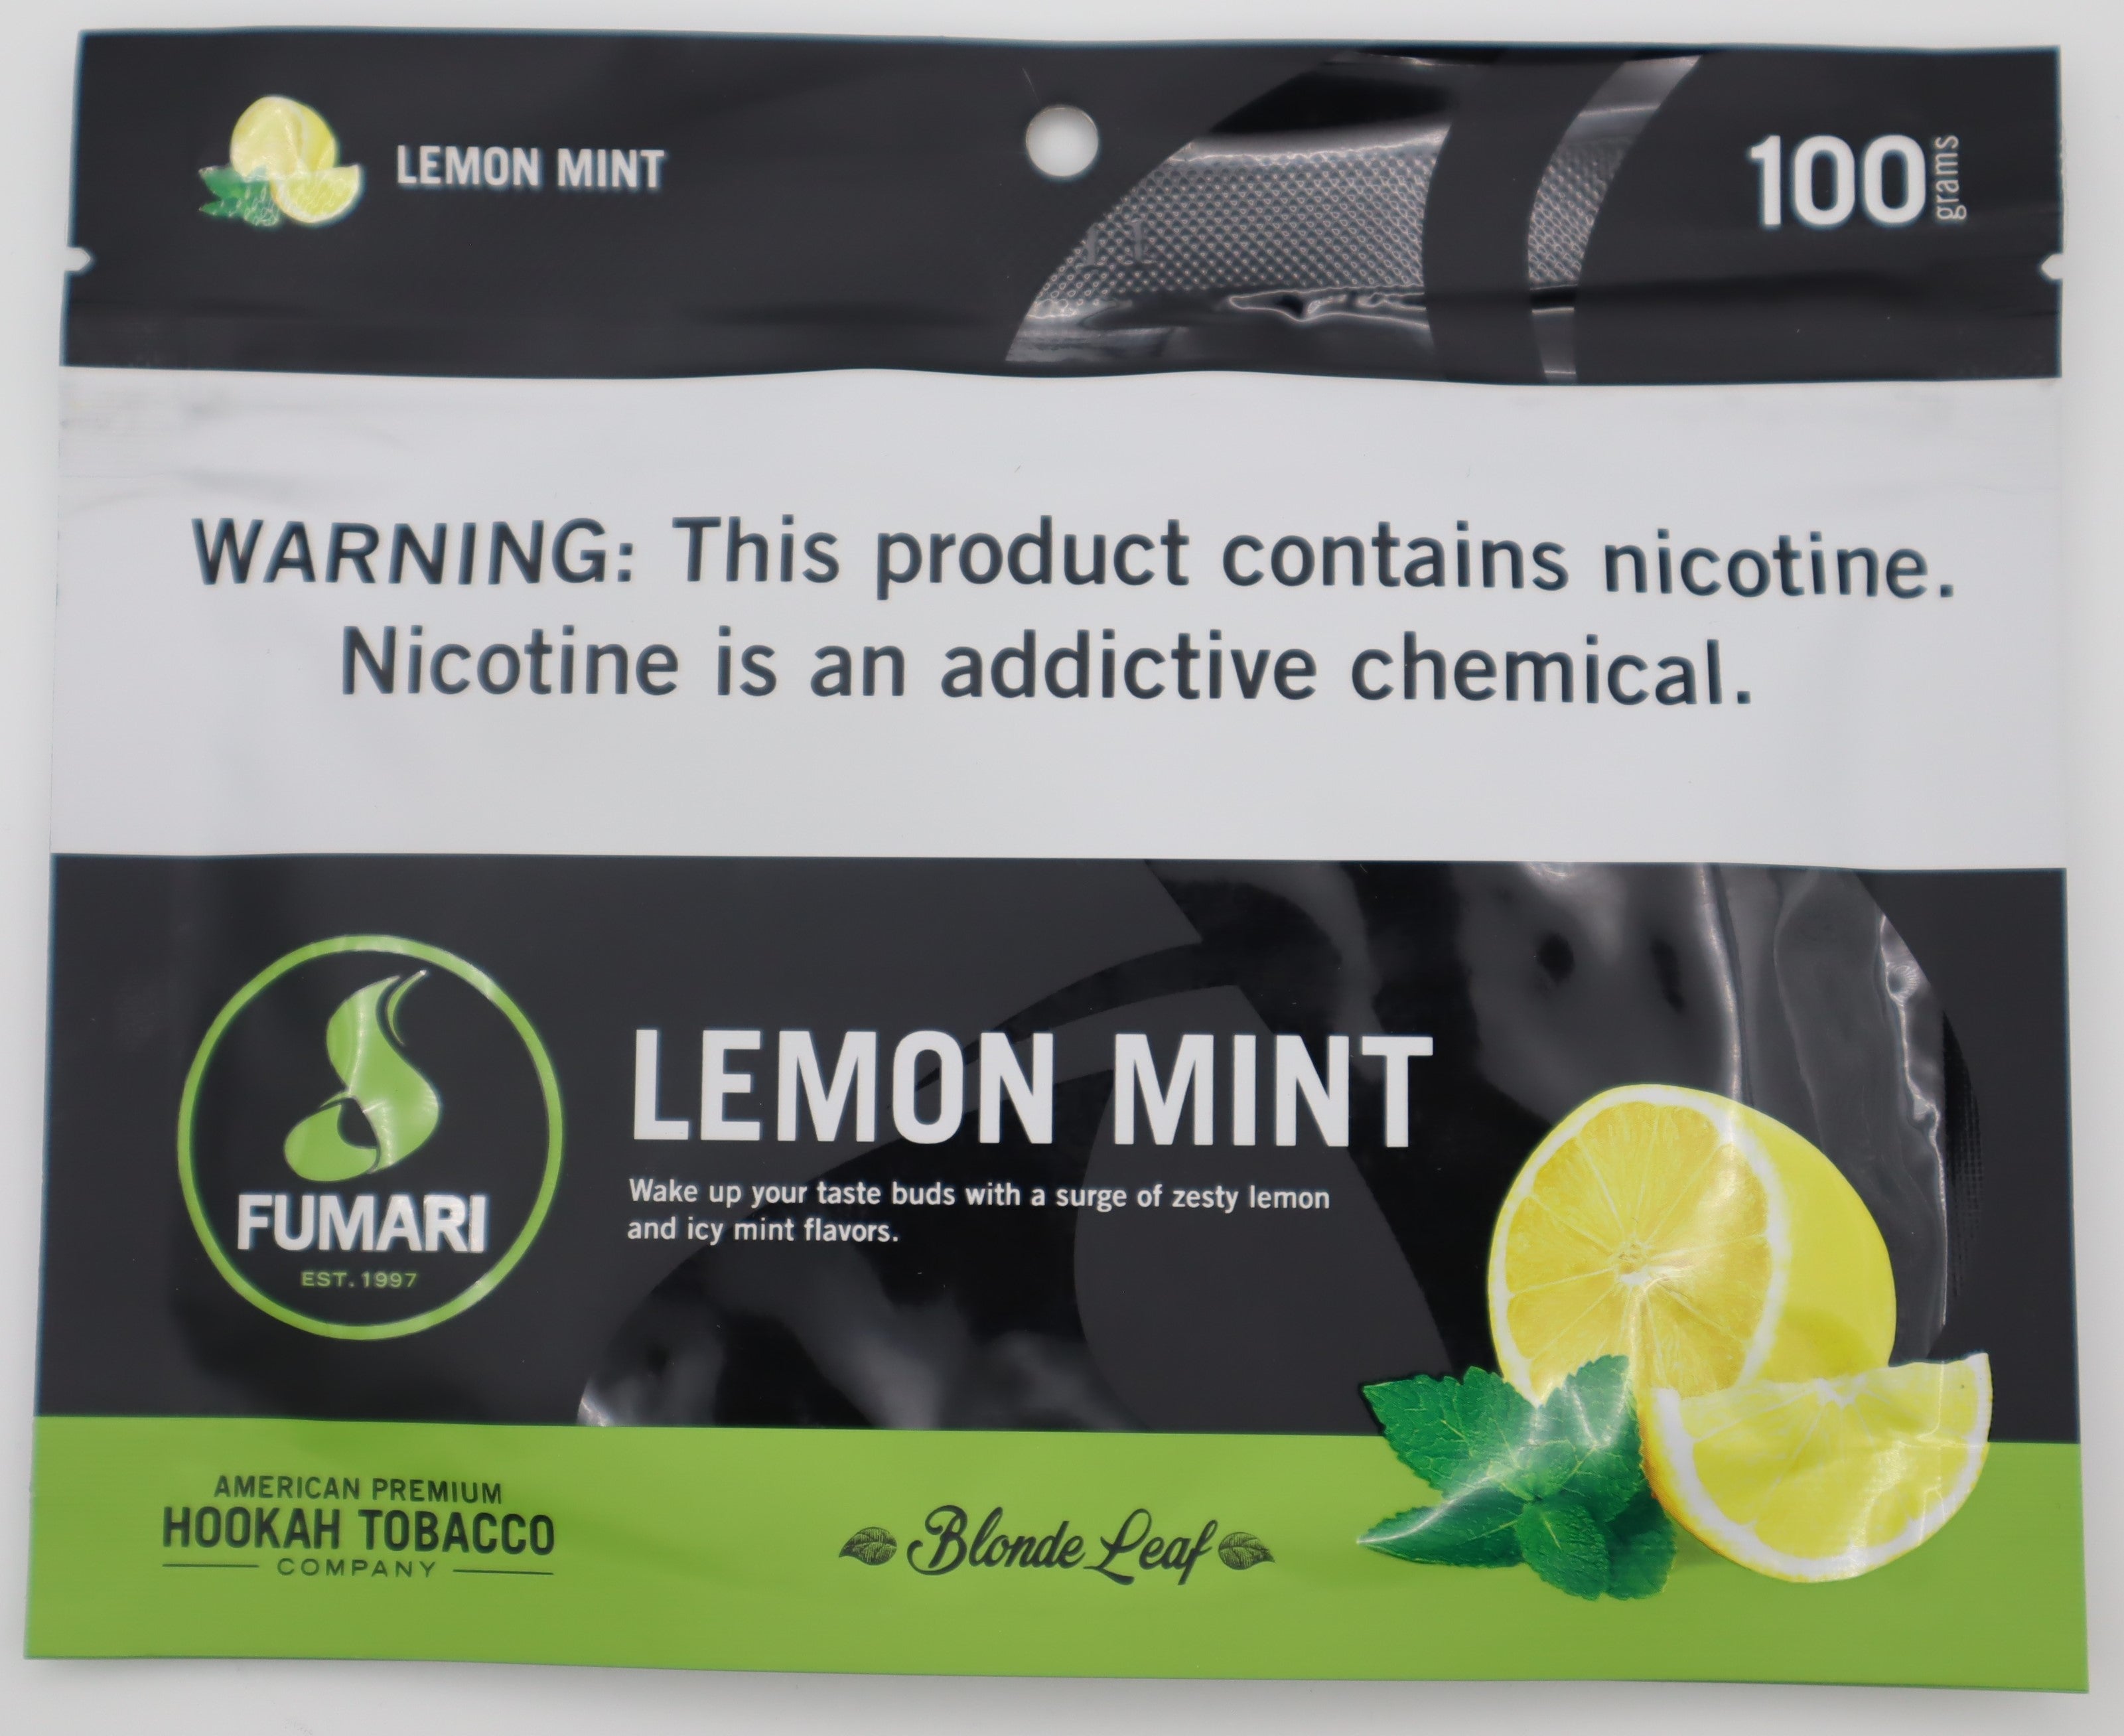 LEMON MINT
100
grams
WARNING: This product contains nicotine.
Nicotine is an addictive chemical.
FUMARI
EST. 1997
LEMON MINT
Wake up your taste buds with a surge of zesty lemon
and icy mint flavors.
AMERICAN PREMIUM
HOOKAH TOBACCO
COMPANY
Blonde Leaf